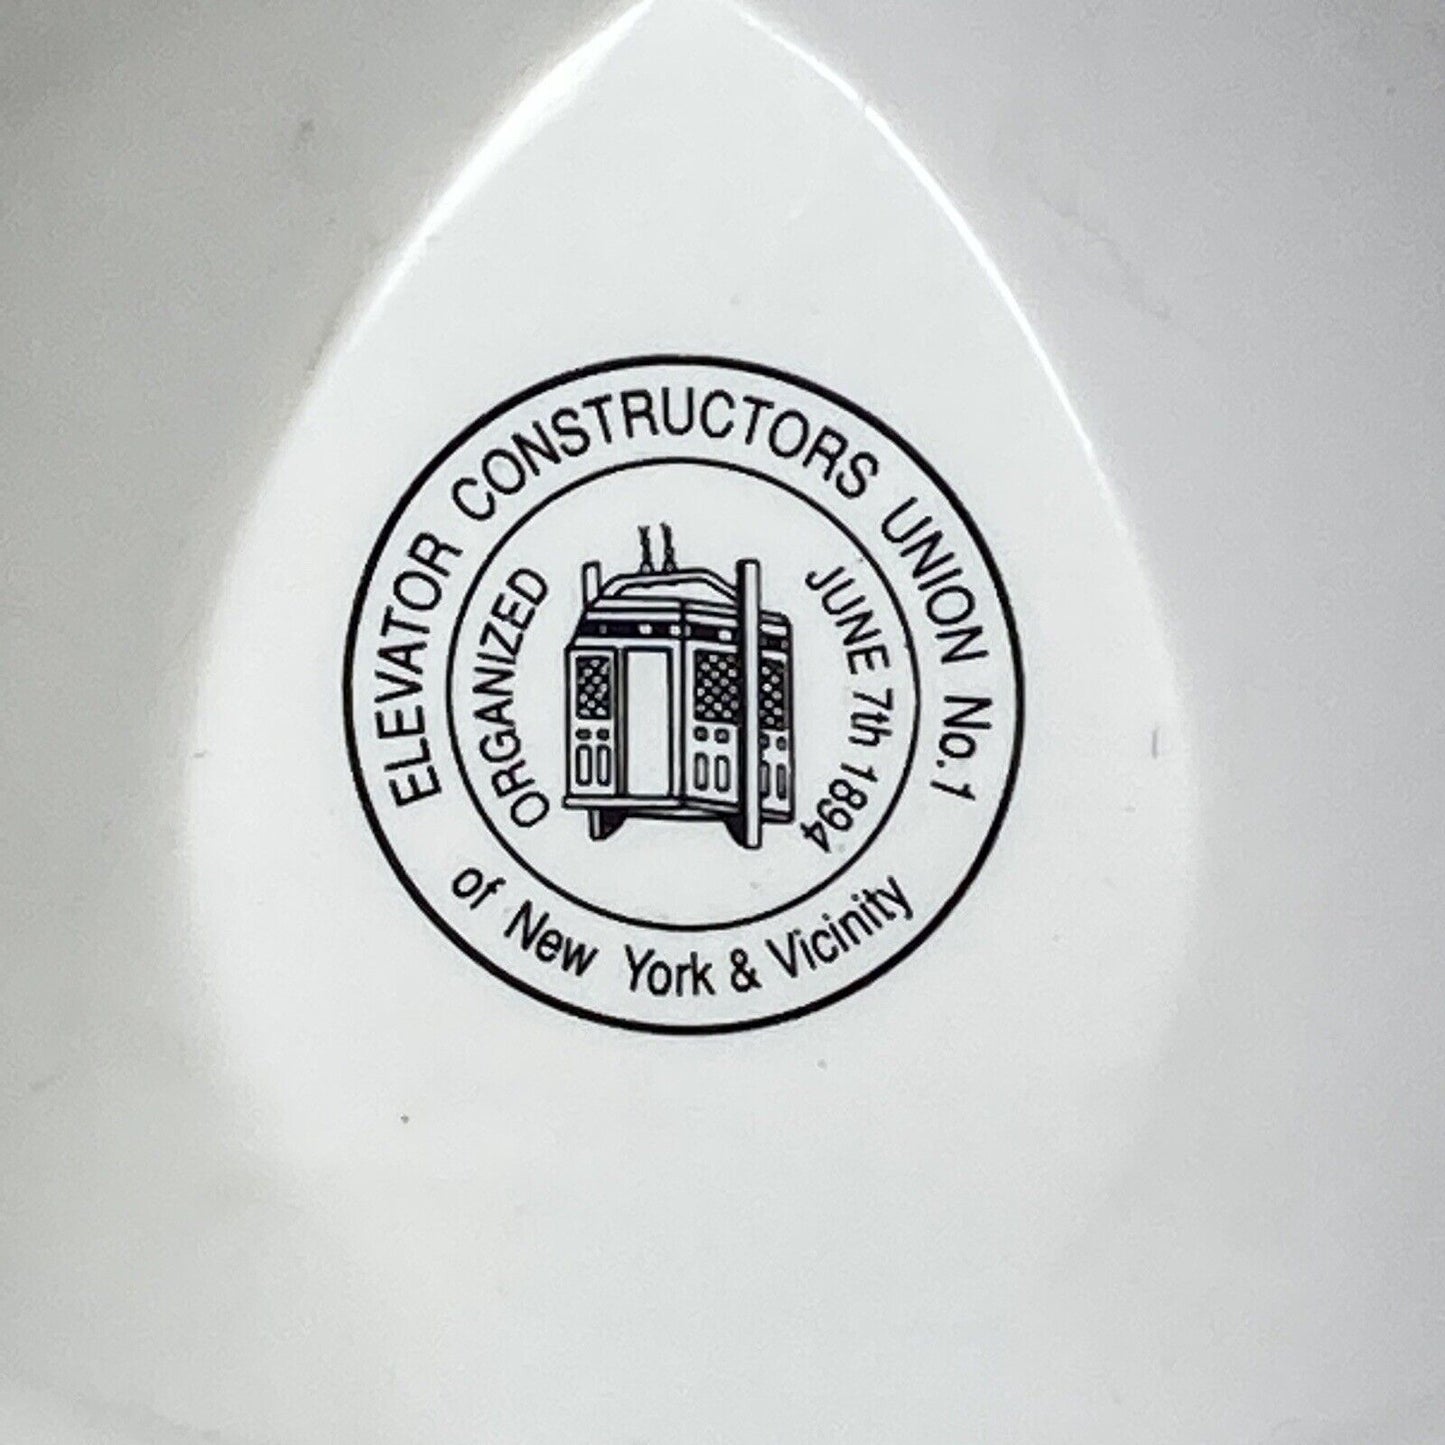 ELEVATOR CONSTRUCTORS UNION No.1
of New York & Vicinity
ORGANIZED
JUNE 7th 1894